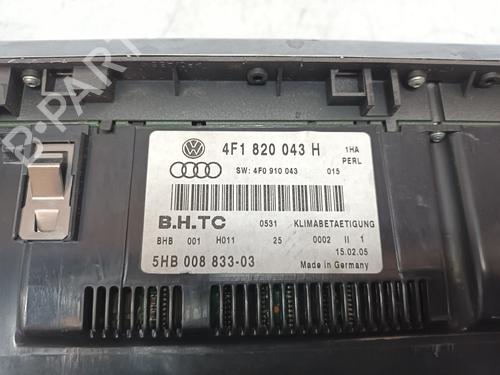 4F1 820 043 H
1HA
PERL
SW: 4F0 910 043
015
B.H.TC
0531
KLIMABETAETIGUNG
BHB 001 H011 25 0002 II 1
15.02.05
5HB 008 833-03
Made in Germany
B-PARTS